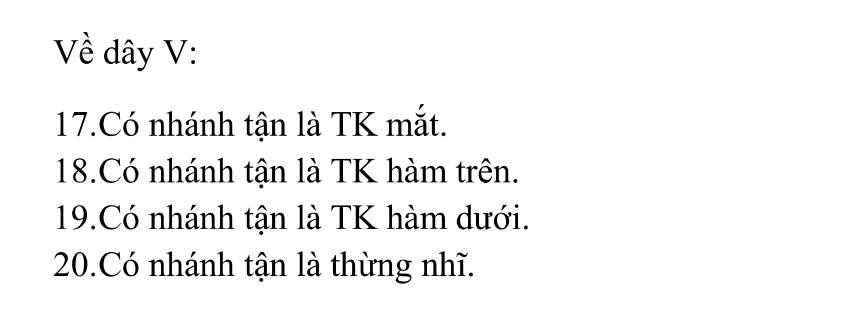 Về dây V:
17.Có nhánh tận là TK mắt.
18.Có nhánh tận là TK hàm trên.
19.Có nhánh tận là TK hàm dưới.
20.Có nhánh tận là thừng nhĩ.